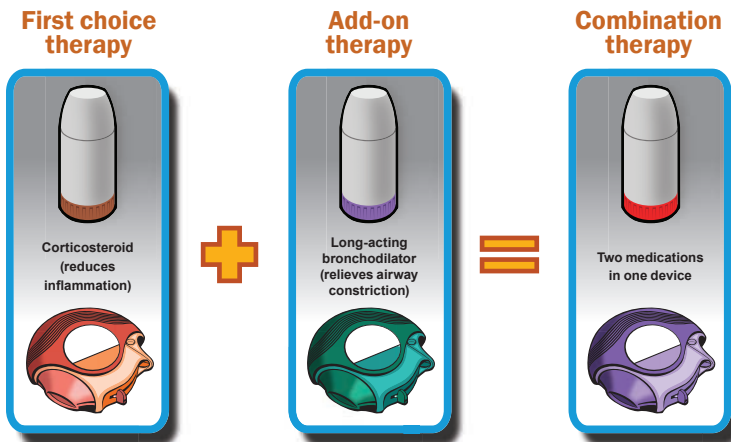 First choice
therapy
Corticosteroid
(reduces
inflammation)
Add-on
therapy
Long-acting
bronchodilator
(relieves airway
constriction)
Combination
therapy
Two medications
in one device